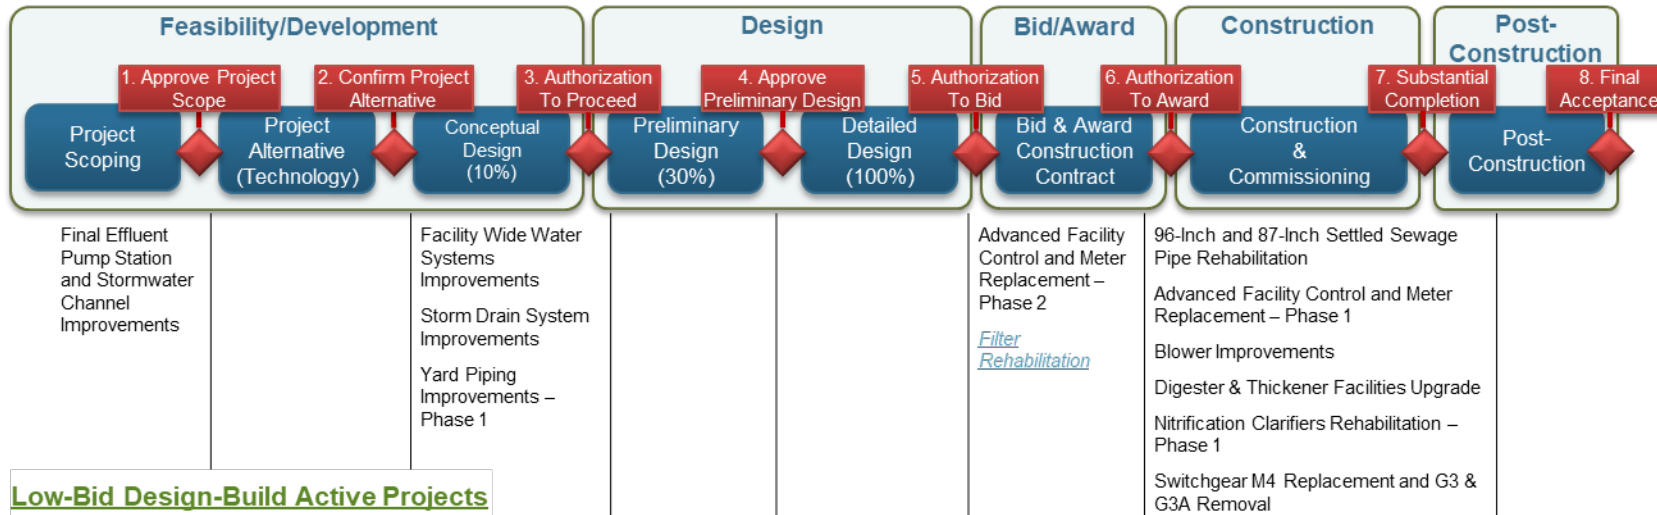 Feasibility/Development
Design
Bid/Award
Construction
Post-
Construction
1. Approve Project
Scope
2. Confirm Project
Alternative
3. Authorization
To Proceed
4. Approve
Preliminary Design
5. Authorization
To Bid
6. Authorization
To Award
7. Substantial
Completion
8. Final
Acceptance
Project
Scoping
Project
Alternative
(Technology)
Conceptual
Design
(10%)
Preliminary
Design
(30%)
Detailed
Design
(100%)
Bid & Award
Construction
Contract
Construction
&
Commissioning
Post-
Construction
Final Effluent
Pump Station
and Stormwater
Channel
Improvements
Facility Wide Water
Systems
Improvements
Storm Drain System
Improvements
Yard Piping
Improvements –
Phase 1
Advanced Facility
Control and Meter
Replacement –
Phase 2
Filter
Rehabilitation
96-Inch and 87-Inch Settled Sewage
Pipe Rehabilitation
Advanced Facility Control and Meter
Replacement – Phase 1
Blower Improvements
Digester & Thickener Facilities Upgrade
Nitrification Clarifiers Rehabilitation –
Phase 1
Switchgear M4 Replacement and G3 &
G3A Removal
Low-Bid Design-Build Active Projects